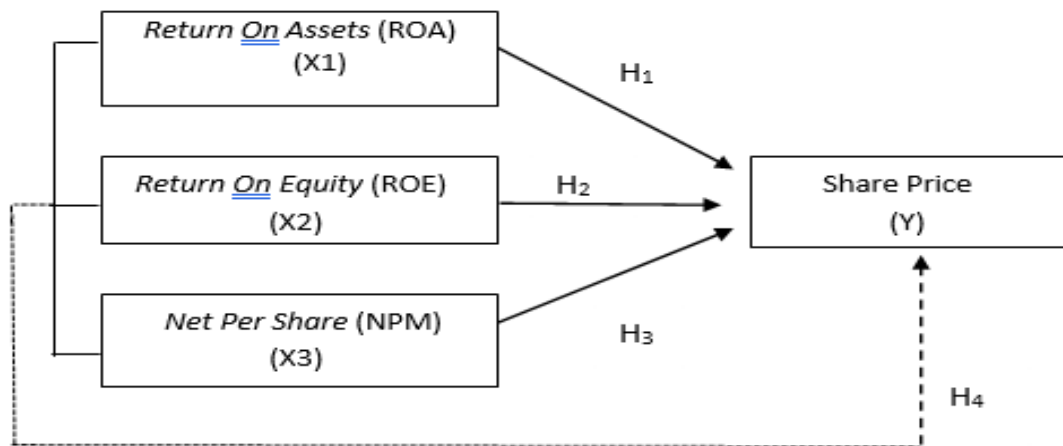 Return On Assets (ROA)
(X1)
H₁
Return On Equity (ROE)
(X2)
H₂
Share Price
(Y)
Net Per Share (NPM)
(X3)
H₃
H₄